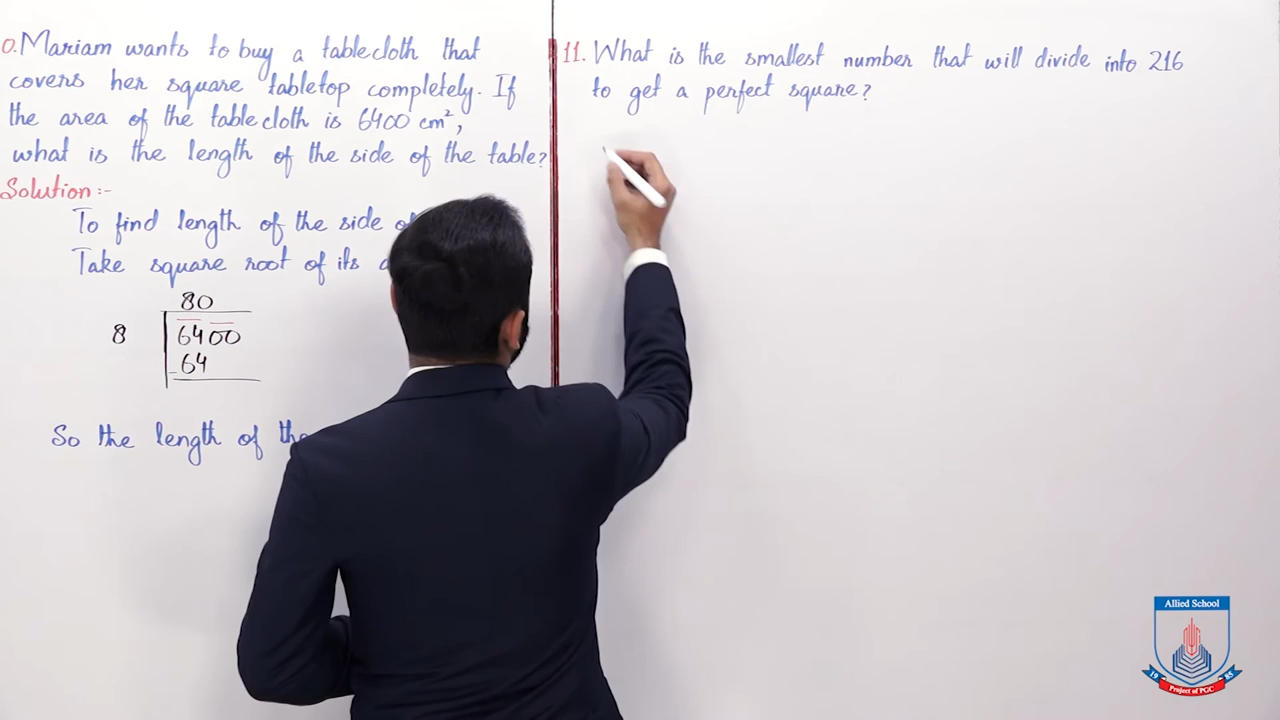 0. Mariam wants to buy a tablecloth that
covers her square tabletop completely. If
the area of the tablecloth is 6400 cm²,
what is the length of the side of the table?
Solution :-
To find length of the side of
Take square root of its
80
8 6400
- 64
So the length of the
11. What is the smallest number that will divide into 216
to get a perfect square?
Allied School
19 85
Project of PGC